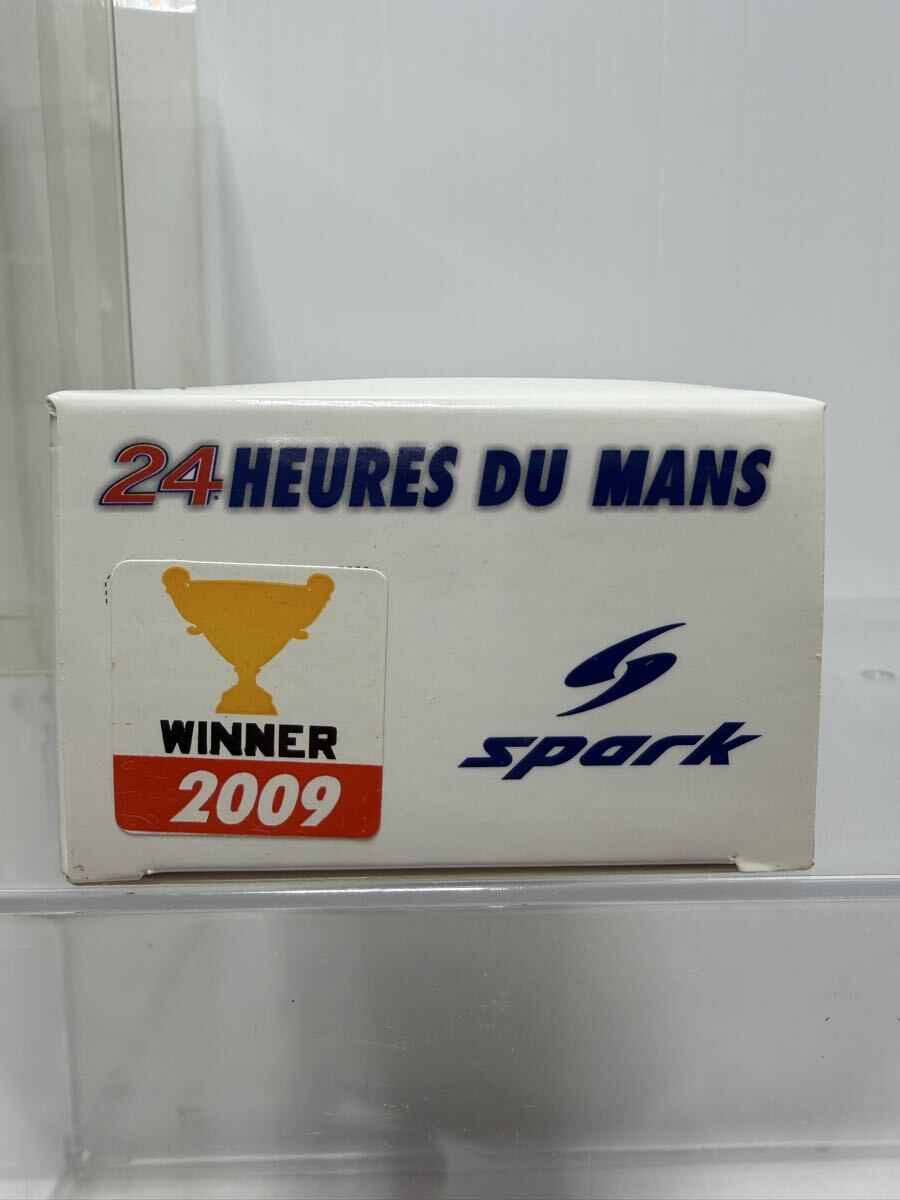 24 HEURES DU MANS
WINNER
2009
spark